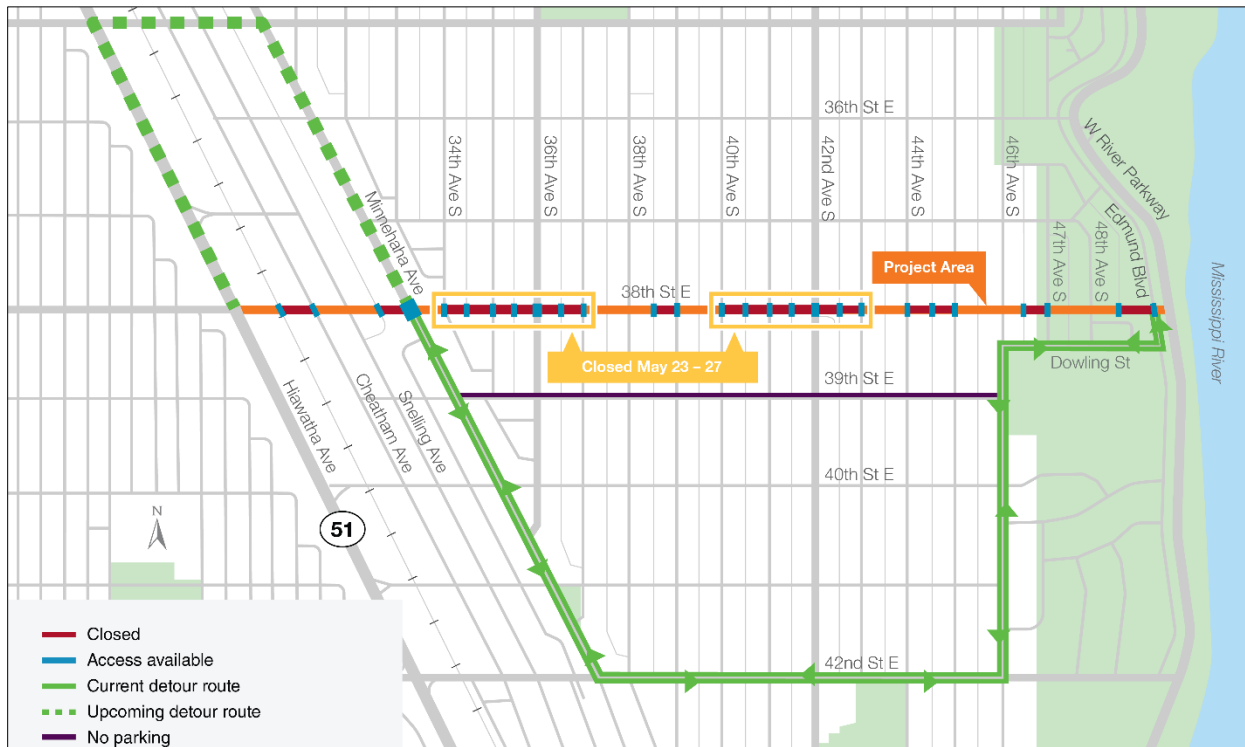 36th St E
34th Ave S
36th Ave S
38th Ave S
40th Ave S
42nd Ave S
44th Ave S
46th Ave S
47th Ave S
48th Ave S
Edmund Blvd
W River Parkway
Mississippi River
Minnehaha Ave
Project Area
38th St E
Closed May 23 – 27
Dowling St
39th St E
Hiawatha Ave
Cheatham Ave
Snelling Ave
40th St E
51
N
42nd St E
Closed
Access available
Current detour route
Upcoming detour route
No parking